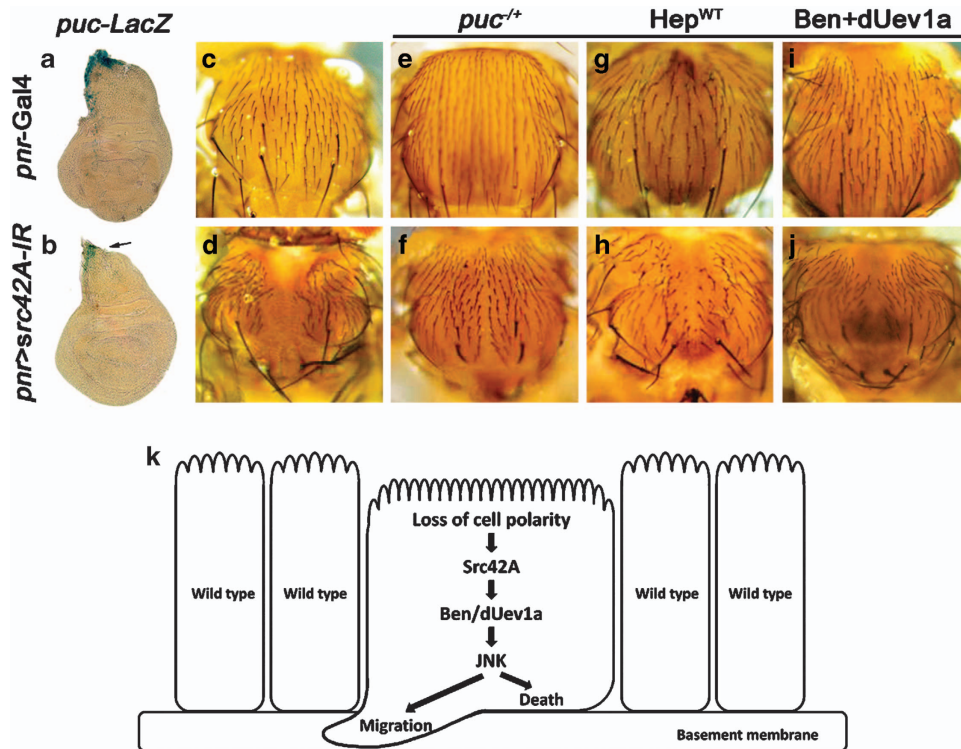 puc-LacZ
puc-/+
HepWT
Ben+dUev1a
pnr-Gal4
a
c
e
g
i
pnr>src42A-IR
b
d
f
h
j
k
Loss of cell polarity
Src42A
Wild type
Wild type
Ben/dUev1a
Wild type
Wild type
JNK
Death
Migration
Basement membrane